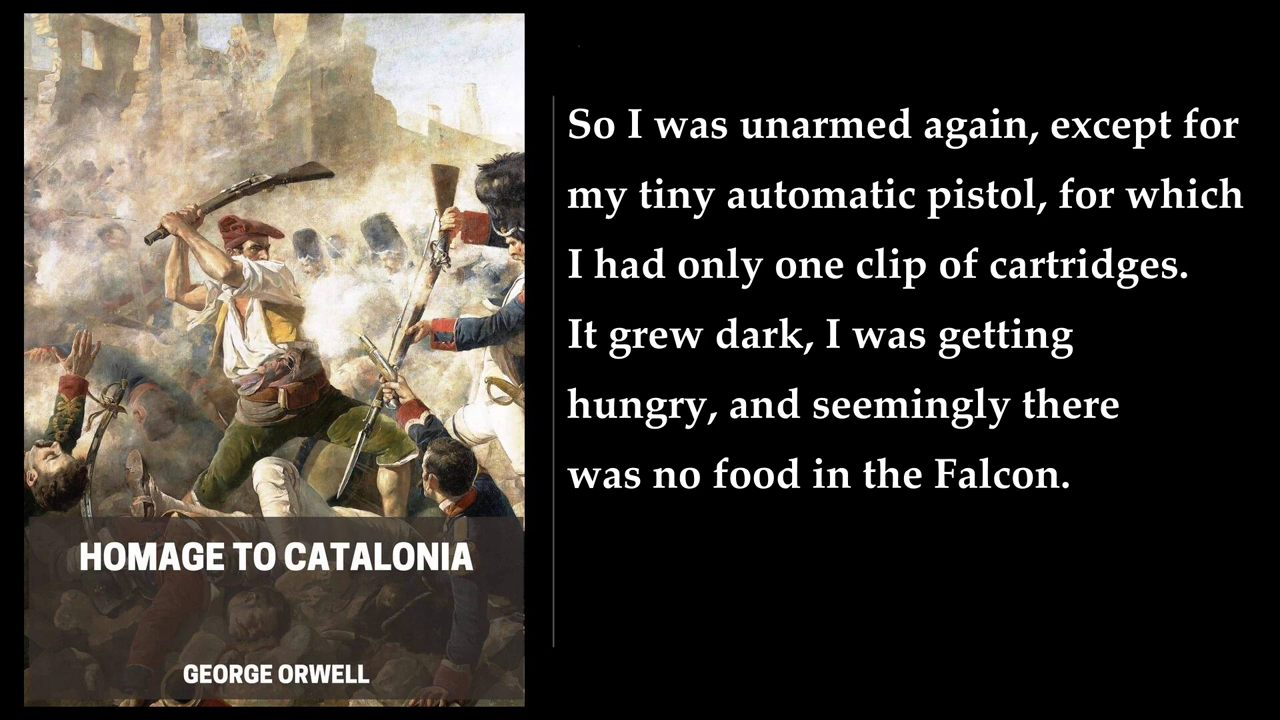 HOMAGE TO CATALONIA
GEORGE ORWELL
So I was unarmed again, except for
my tiny automatic pistol, for which
I had only one clip of cartridges.
It grew dark, I was getting
hungry, and seemingly there
was no food in the Falcon.